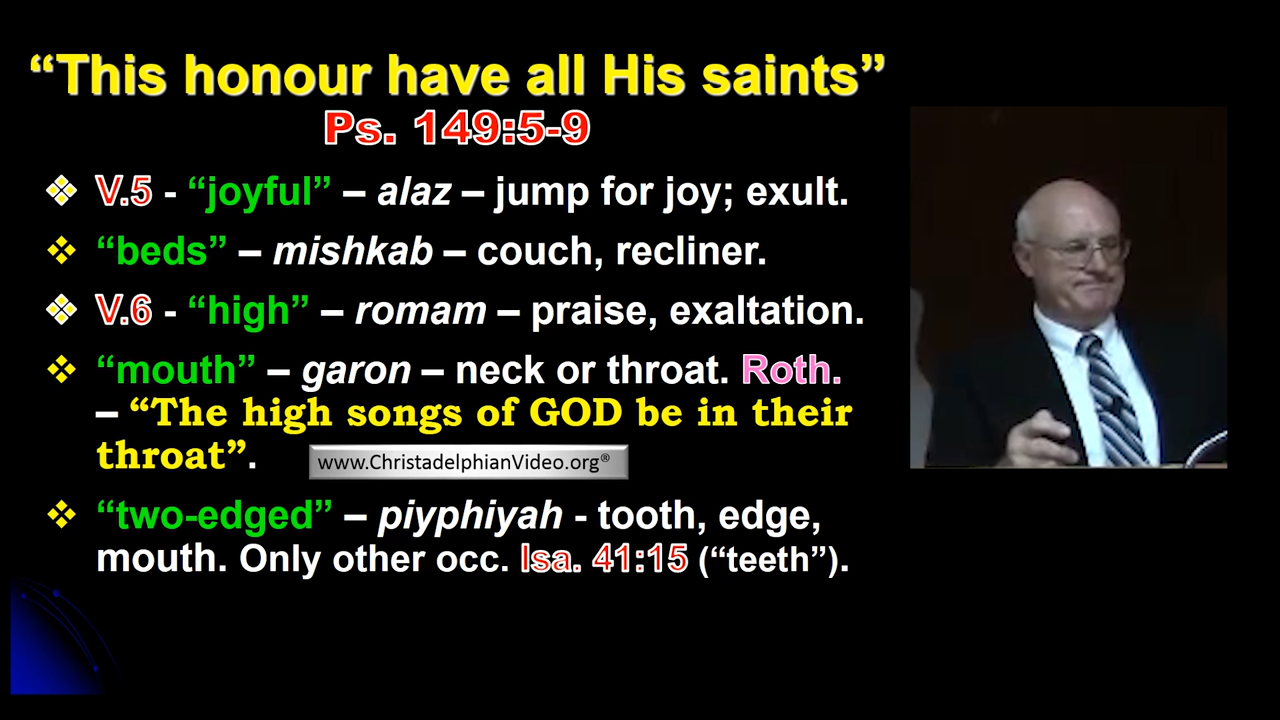 “This honour have all His saints”
Ps. 149:5-9
V.5 - “joyful” – alaz – jump for joy; exult.
“beds” – mishkab – couch, recliner.
V.6 - “high” – romam – praise, exaltation.
“mouth” – garon – neck or throat. Roth.
– “The high songs of GOD be in their
throat”.
www.ChristadelphianVideo.org®
“two-edged” – piyphiyah - tooth, edge,
mouth. Only other occ. Isa. 41:15 (“teeth”).